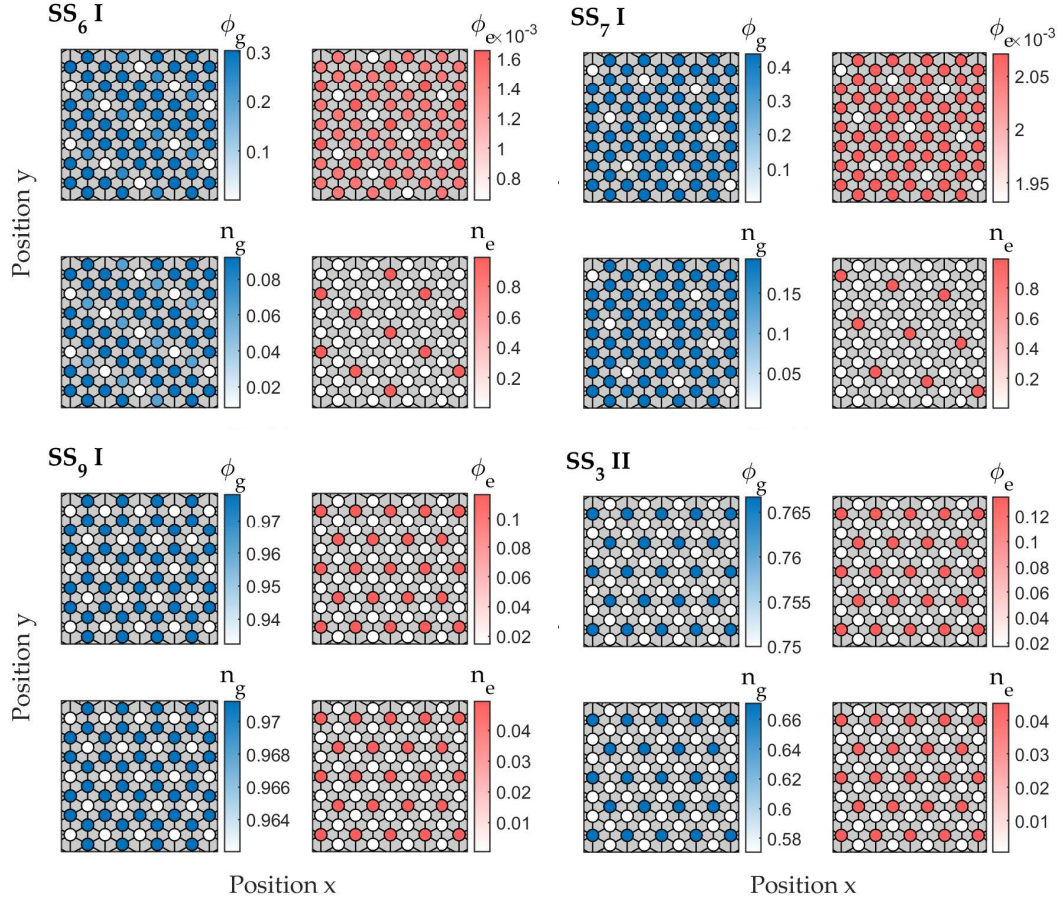 SS6 I
ϕg
ϕe
×10-3
0.3
0.2
0.1
1.6
1.4
1.2
1
0.8
SS7 I
ϕg
ϕe
×10-3
0.4
0.3
0.2
0.1
2.05
2
1.95
Position y
ng
ne
0.08
0.06
0.04
0.02
0.8
0.6
0.4
0.2
ng
ne
0.15
0.1
0.05
0.8
0.6
0.4
0.2
SS9 I
ϕg
ϕe
0.97
0.96
0.95
0.94
0.1
0.08
0.06
0.04
0.02
SS3 II
ϕg
ϕe
0.765
0.76
0.755
0.75
0.12
0.1
0.08
0.06
0.04
0.02
Position y
ng
ne
0.97
0.968
0.966
0.964
0.04
0.03
0.02
0.01
ng
ne
0.66
0.64
0.62
0.6
0.58
0.04
0.03
0.02
0.01
Position x
Position x